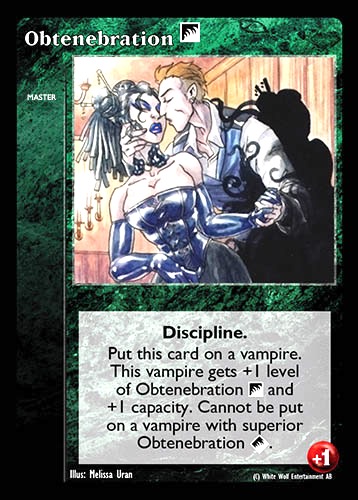 Obtenebration
MASTER
Discipline.
Put this card on a vampire.
This vampire gets +1 level
of Obtenebration and
+1 capacity. Cannot be put
on a vampire with superior
Obtenebration .
+1
Illus: Melissa Uran (C) White Wolf Entertainment AB